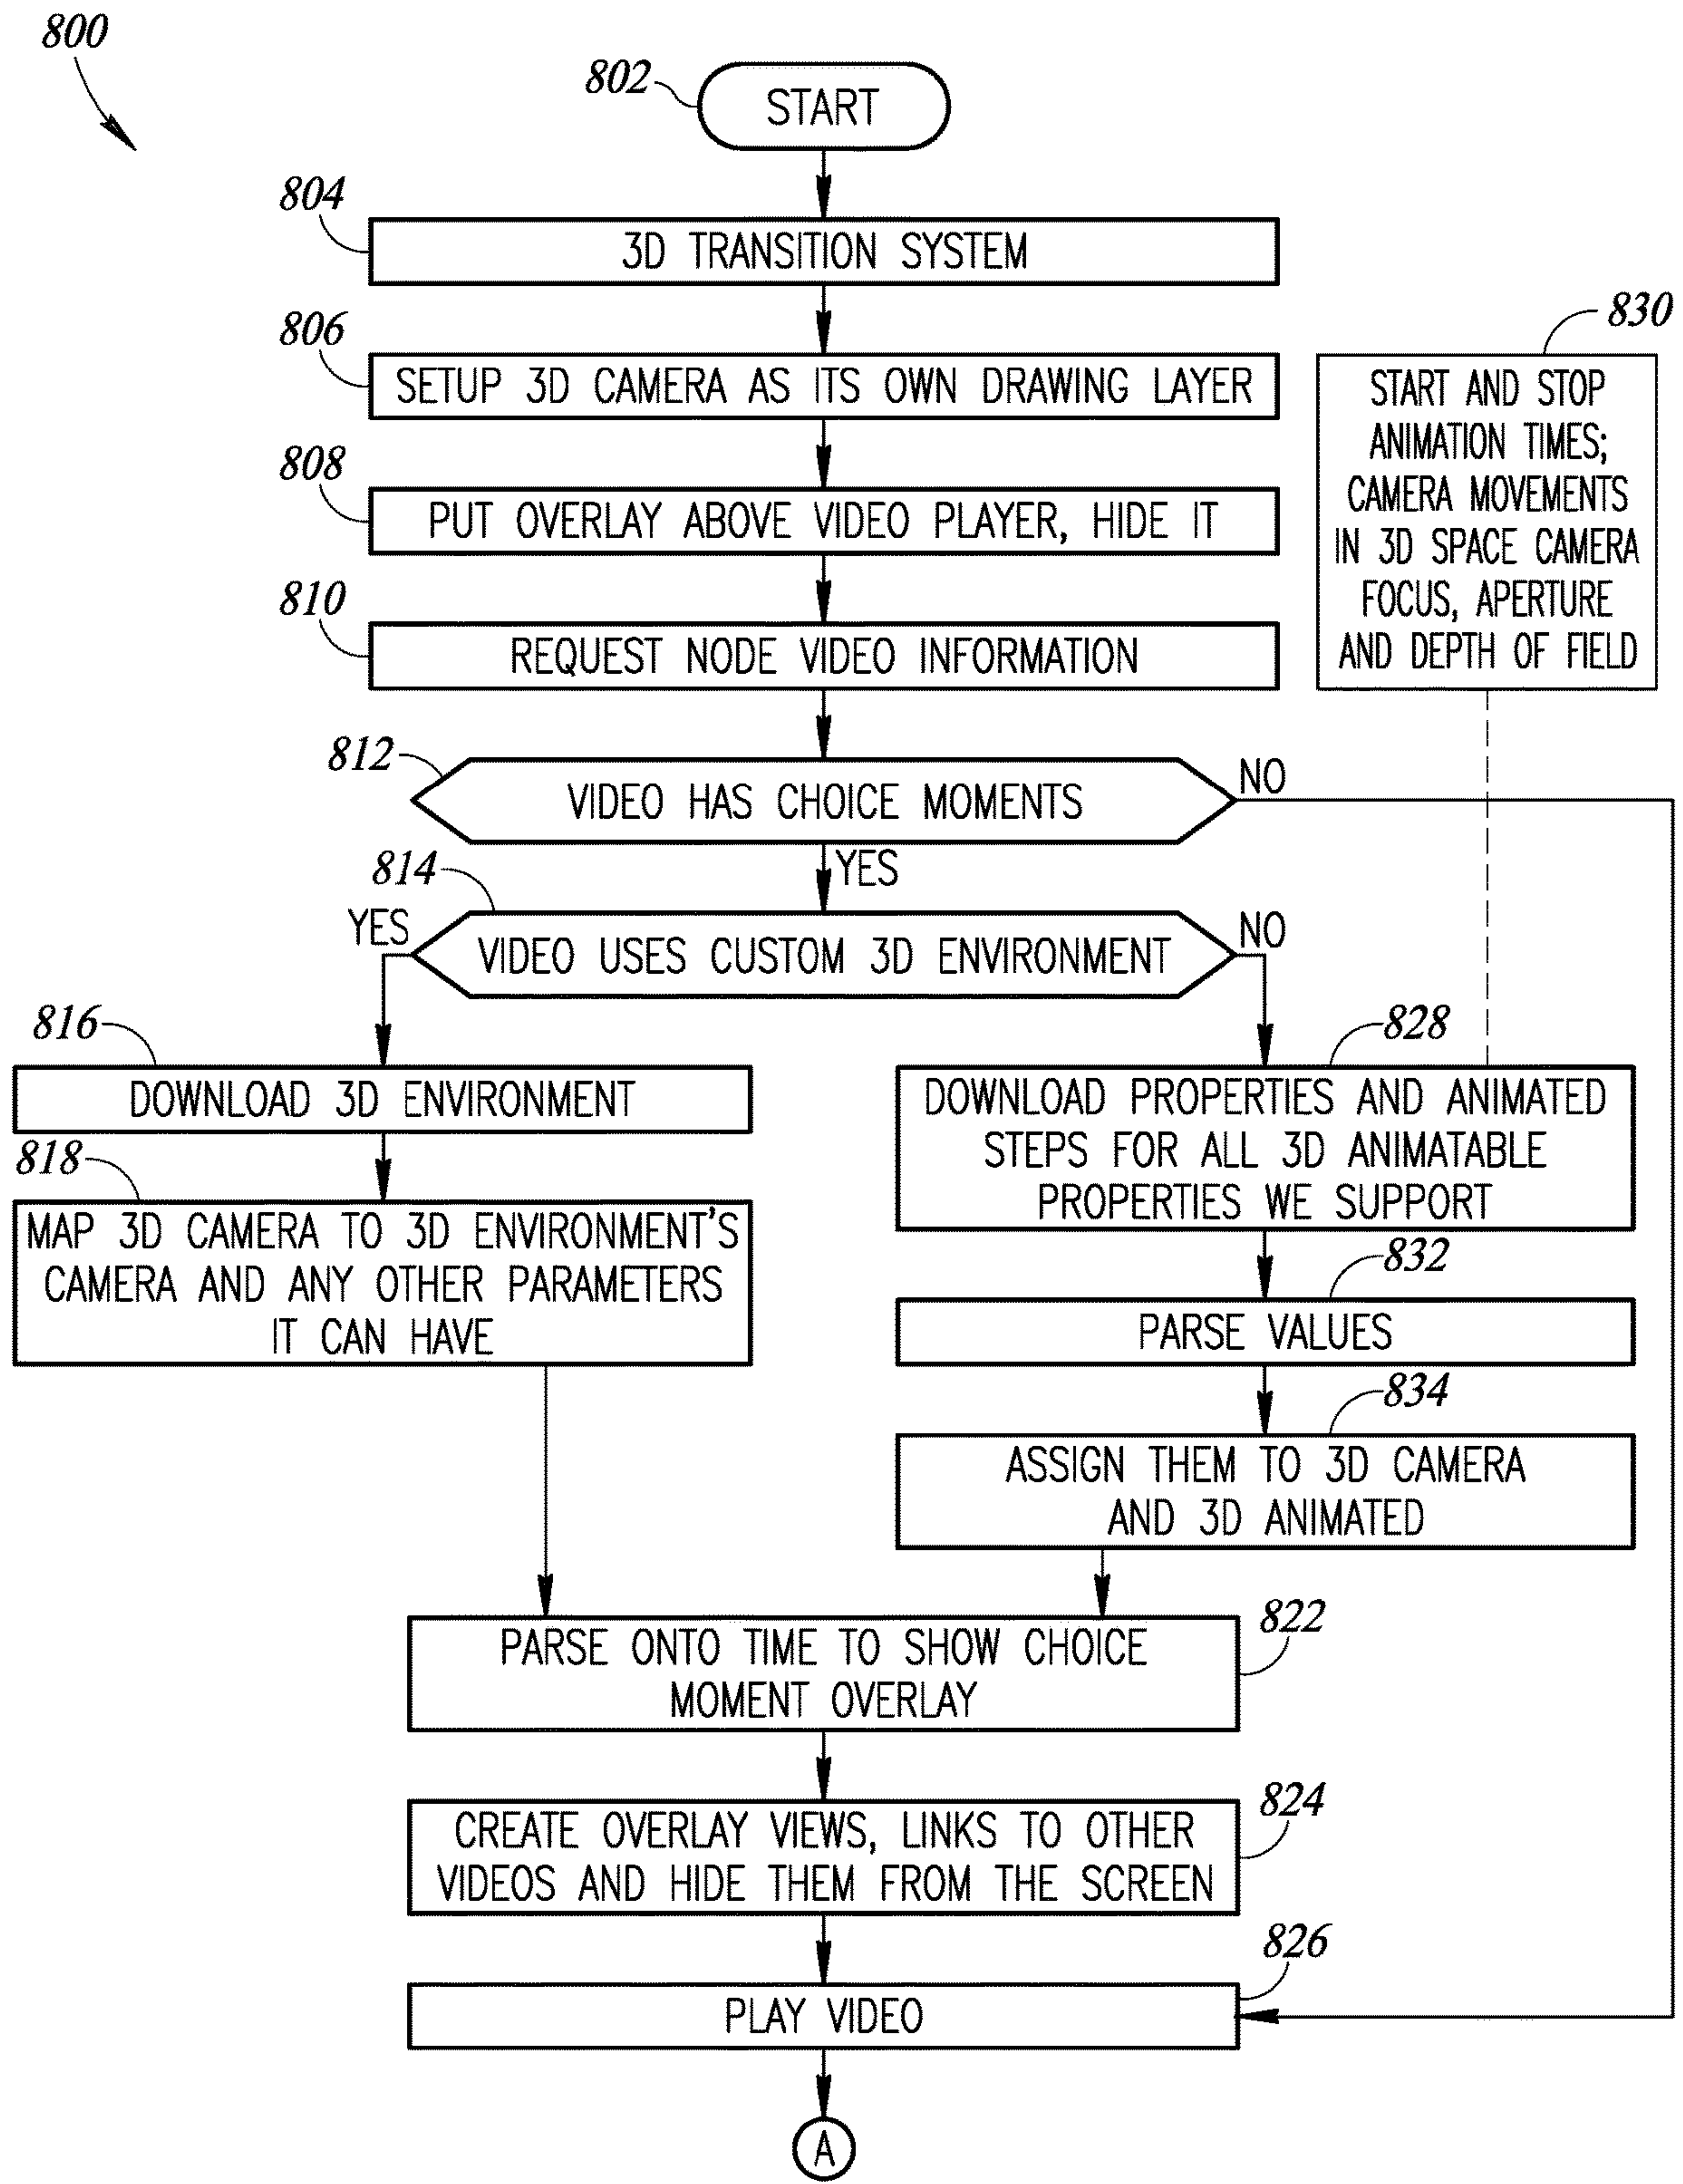 800
802
START
804
3D TRANSITION SYSTEM
806
SETUP 3D CAMERA AS ITS OWN DRAWING LAYER
808
PUT OVERLAY ABOVE VIDEO PLAYER, HIDE IT
810
REQUEST NODE VIDEO INFORMATION
830
START AND STOP
ANIMATION TIMES;
CAMERA MOVEMENTS
IN 3D SPACE CAMERA
FOCUS, APERTURE
AND DEPTH OF FIELD
812
VIDEO HAS CHOICE MOMENTS
NO
YES
814
YES
VIDEO USES CUSTOM 3D ENVIRONMENT
NO
816
DOWNLOAD 3D ENVIRONMENT
818
MAP 3D CAMERA TO 3D ENVIRONMENT'S
CAMERA AND ANY OTHER PARAMETERS
IT CAN HAVE
828
DOWNLOAD PROPERTIES AND ANIMATED
STEPS FOR ALL 3D ANIMATABLE
PROPERTIES WE SUPPORT
832
PARSE VALUES
834
ASSIGN THEM TO 3D CAMERA
AND 3D ANIMATED
822
PARSE ONTO TIME TO SHOW CHOICE
MOMENT OVERLAY
824
CREATE OVERLAY VIEWS, LINKS TO OTHER
VIDEOS AND HIDE THEM FROM THE SCREEN
826
PLAY VIDEO
A